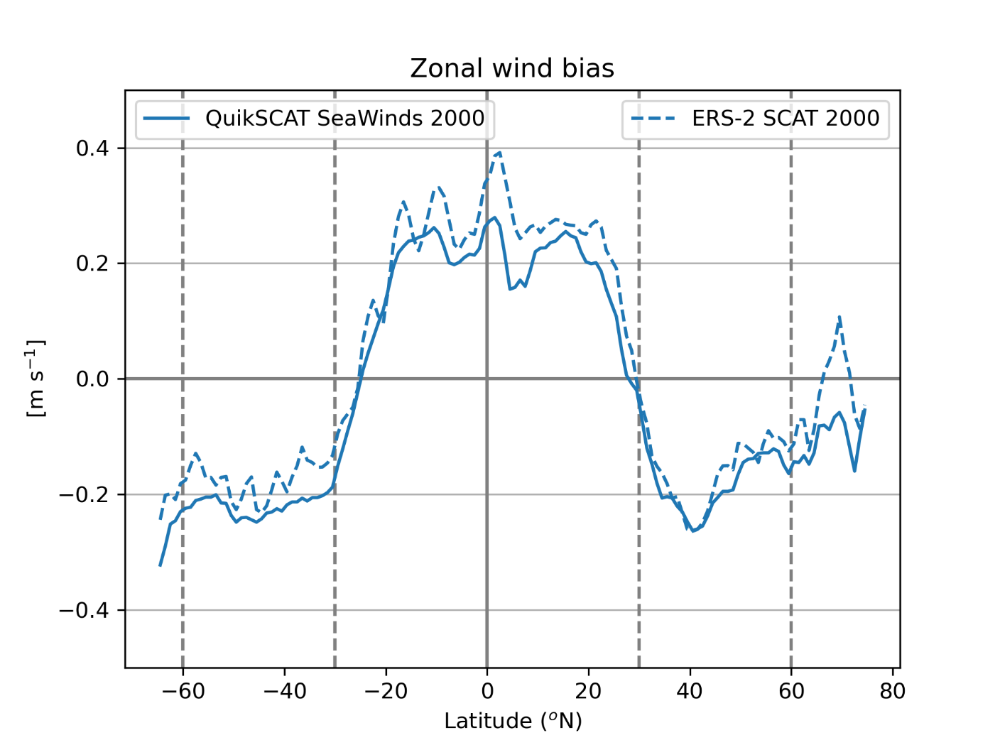 Zonal wind bias
QuikSCAT SeaWinds 2000
ERS-2 SCAT 2000
0.4
0.2
0.0
−0.2
−0.4
[m s⁻¹]
−60 −40 −20 0 20 40 60 80
Latitude (ᵒN)